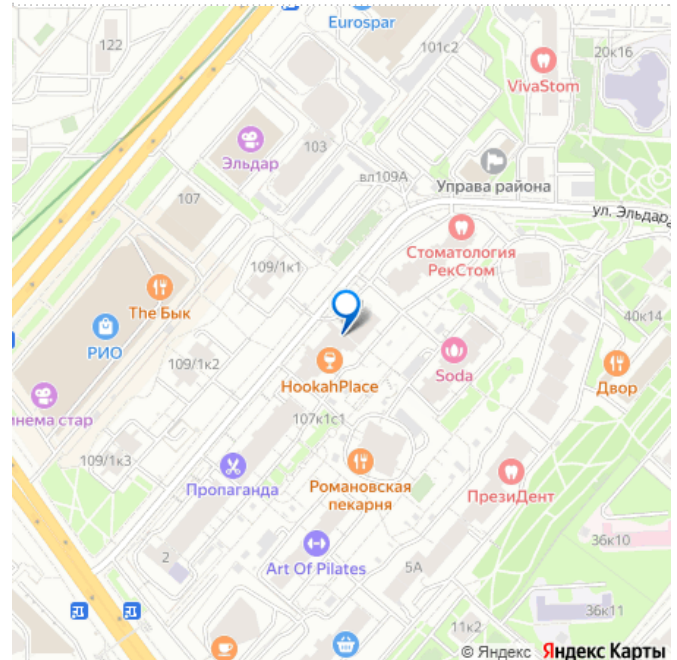 Eurospar
122
101с2
20к16
VivaStom
Эльдар
103
вл109А
Управа района
107
ул. Эльдара
Стоматология
РекСтом
109/1к1
The Бык
РИО
40к14
109/1к2
HookahPlace
Soda
Двор
инема стар
107к1с1
109/1к3
Пропаганда
Романовская
пекарня
ПрезиДент
36к10
2
Art Of Pilates
5А
36к11
11к2
© Яндекс Яндекс Карты